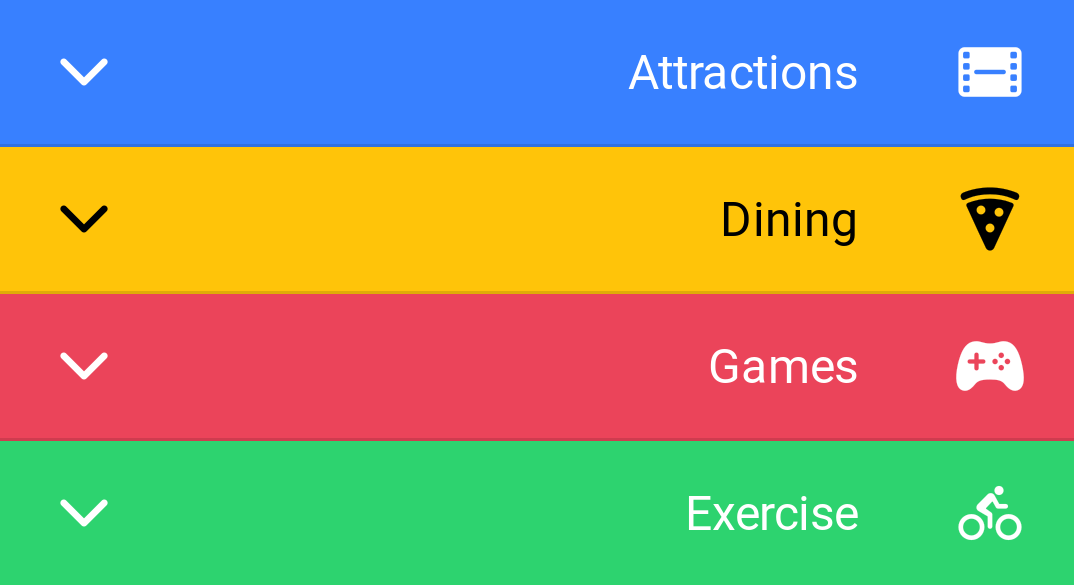 Attractions
Dining
Games
Exercise